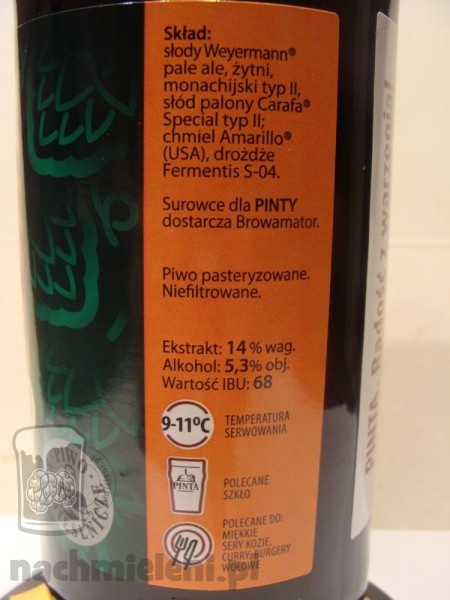 Skład:
słody Weyermann®
pale ale, żytni,
monachijski typ II,
słód palony Carafa®
Special typ II;
chmiel Amarillo®
(USA), drożdże
Fermentis S-04.
Surowce dla PINTY
dostarcza Browamator.
Piwo pasteryzowane.
Niefiltrowane.
Ekstrakt: 14 % wag.
Alkohol: 5,3% obj.
Wartość IBU: 68
9-11ºC
TEMPERATURA
SERWOWANIA
PINTA
POLECANE
SZKŁO
POLECANE DO:
MIĘKKIE
SERY KOZIE,
CURRY, BURGERY
WOŁOWE
PINTA. Radość z warzenia!
PIWO
nachmieleni.pl